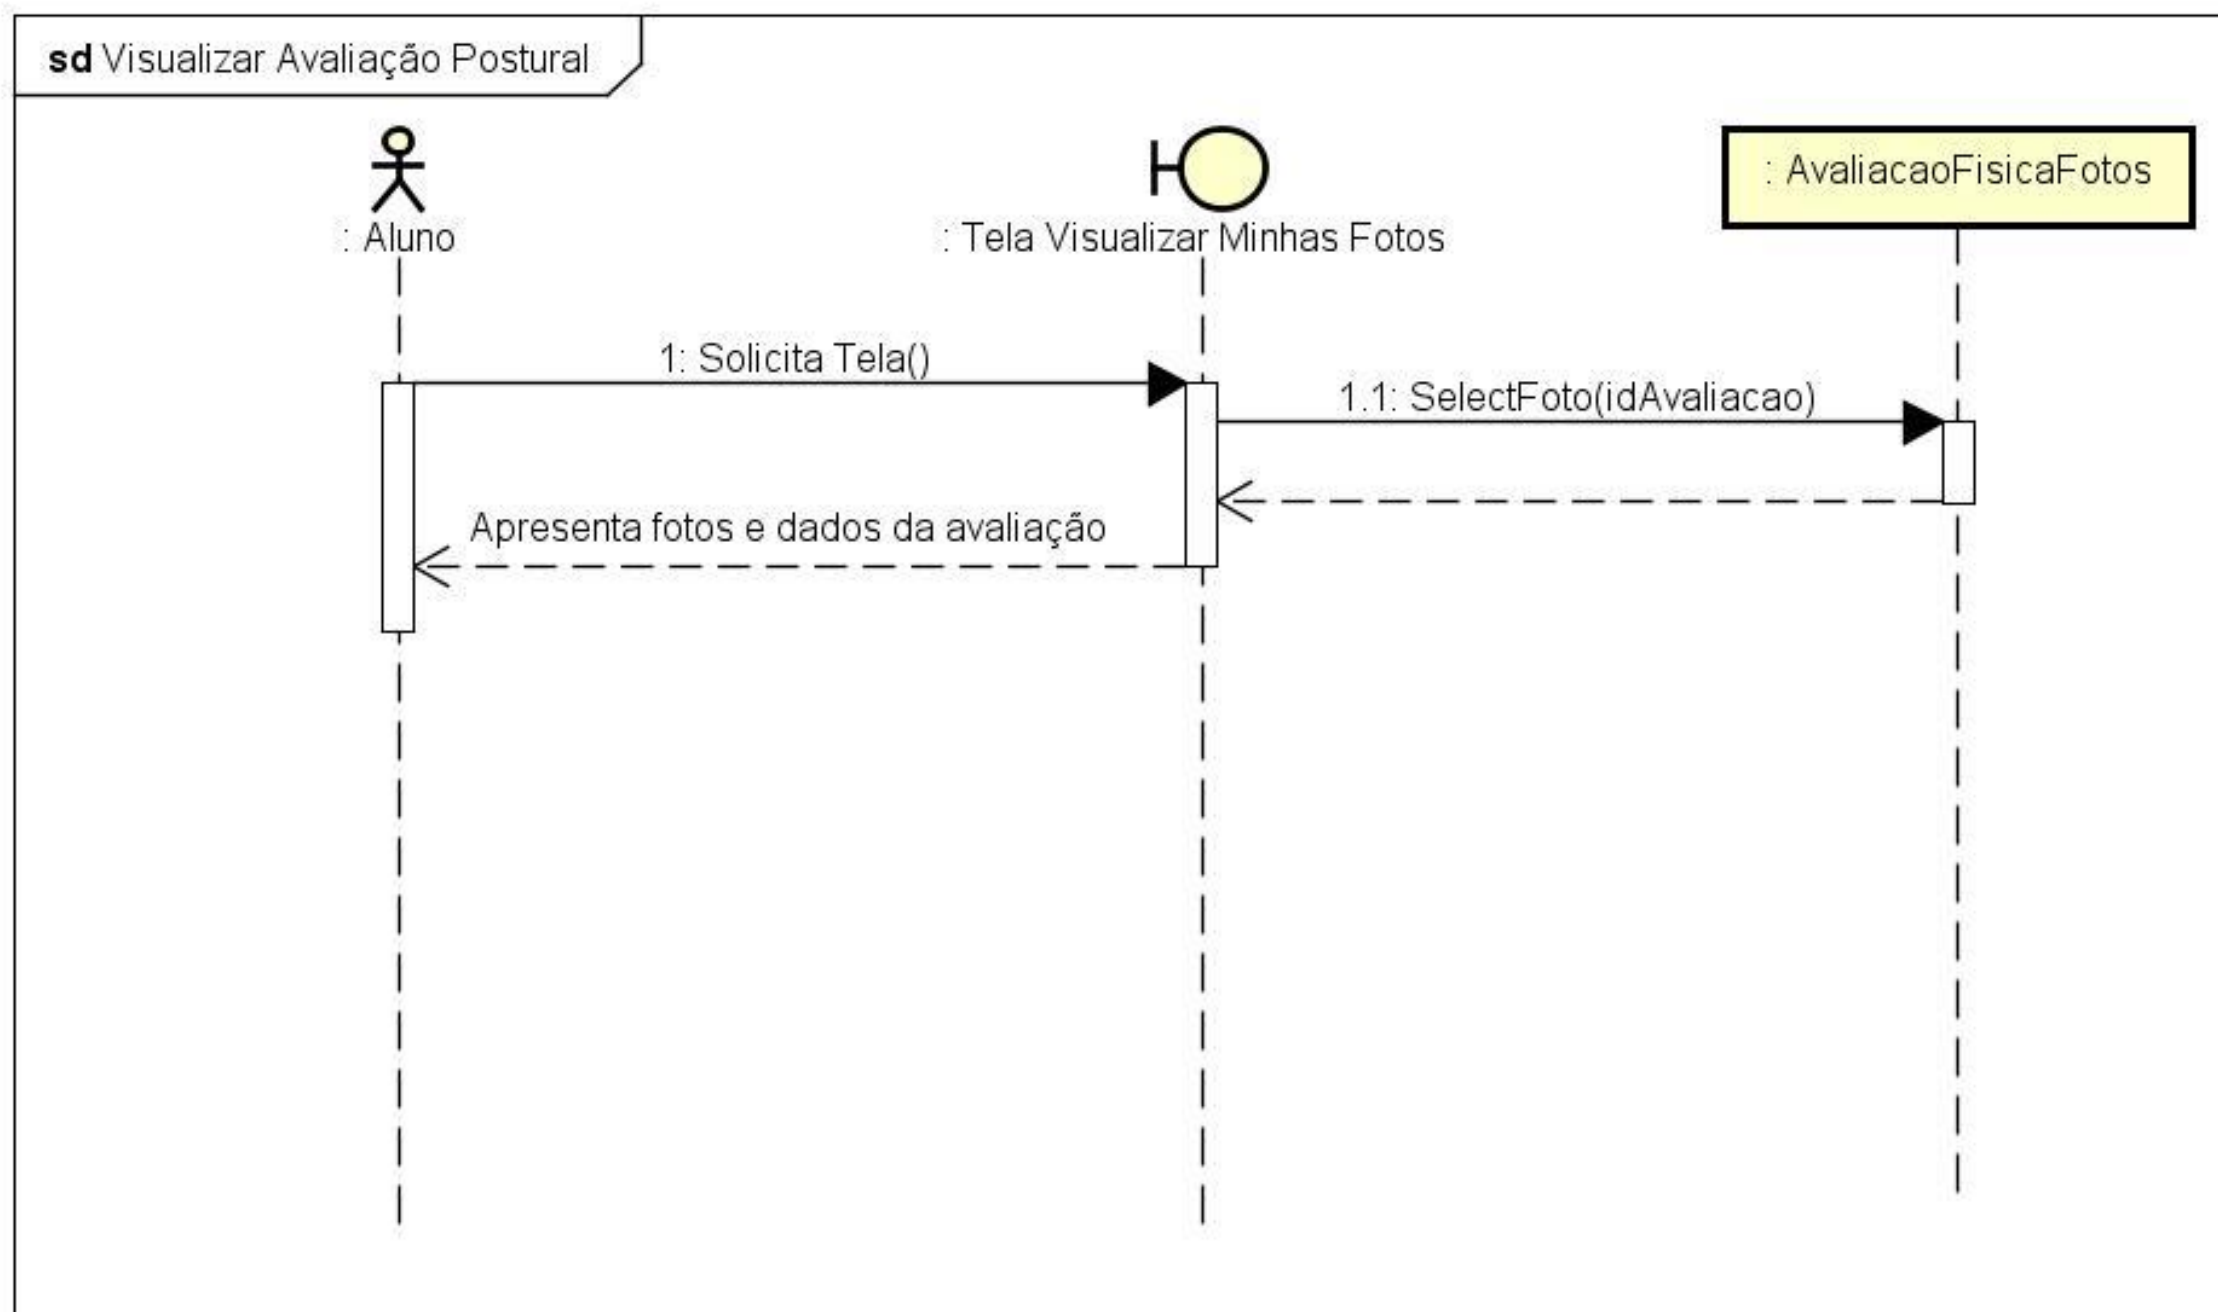 sd Visualizar Avaliação Postural
: Aluno
: Tela Visualizar Minhas Fotos
: AvaliacaoFisicaFotos
1: Solicita Tela()
1.1: SelectFoto(idAvaliacao)
Apresenta fotos e dados da avaliação